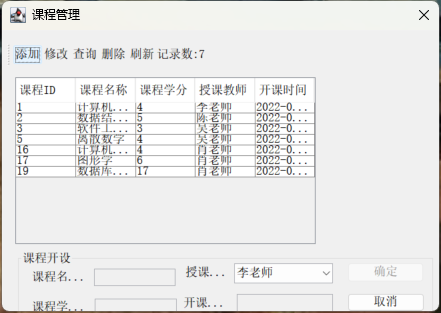 课程管理
添加 修改 查询 删除 刷新 记录数:7
课程ID 课程名称 课程学分 授课教师 开课时间
1 计算机... 4 李老师 2022-0...
2 数据结... 5 陈老师 2022-0...
3 软件工... 3 吴老师 2022-0...
5 离散数字 4 吴老师 2022-0...
16 计算机... 4 肖老师 2022-0...
17 图形字 6 肖老师 2022-0...
19 数据库... 17 肖老师 2022-0...
课程开设
课程名... 授课... 李老师 确定
课程学... 开课... 取消